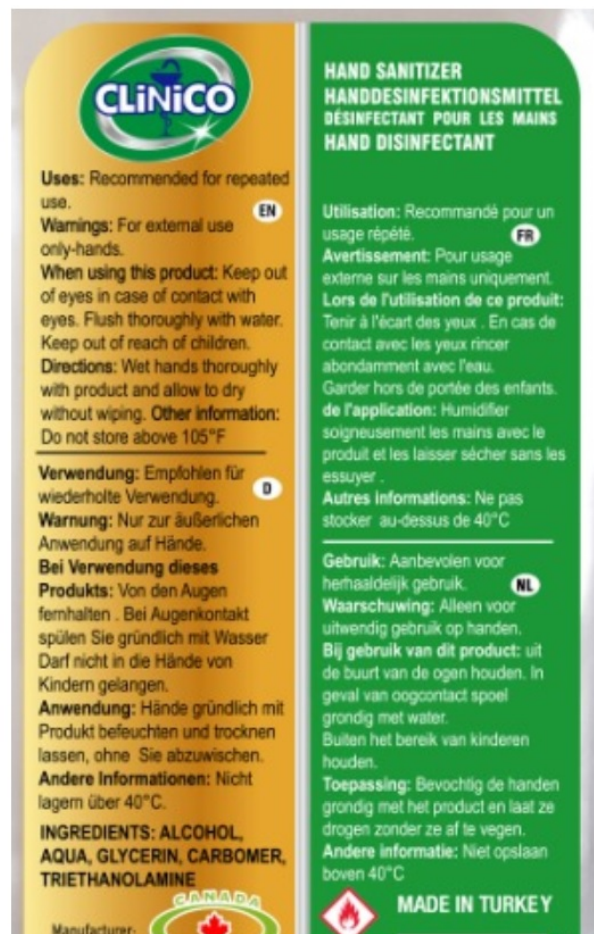 CLiNiCO
Uses: Recommended for repeated
use.
EN
Warnings: For external use
only-hands.
When using this product: Keep out
of eyes in case of contact with
eyes. Flush thoroughly with water.
Keep out of reach of children.
Directions: Wet hands thoroughly
with product and allow to dry
without wiping. Other information:
Do not store above 105°F
Verwendung: Empfohlen für
wiederholte Verwendung.
D
Warnung: Nur zur äußerlichen
Anwendung auf Hände.
Bei Verwendung dieses
Produkts: Von den Augen
fernhalten . Bei Augenkontakt
spülen Sie gründlich mit Wasser
Darf nicht in die Hände von
Kindern gelangen.
Anwendung: Hände gründlich mit
Produkt befeuchten und trocknen
lassen, ohne Sie abzuwischen.
Andere Informationen: Nicht
lagern über 40°C.
INGREDIENTS: ALCOHOL,
AQUA, GLYCERIN, CARBOMER,
TRIETHANOLAMINE
CANADA
Manufacturer:
HAND SANITIZER
HANDDESINFEKTIONSMITTEL
DÉSINFECTANT POUR LES MAINS
HAND DISINFECTANT
Utilisation: Recommandé pour un
usage répété.
FR
Avertissement: Pour usage
externe sur les mains uniquement.
Lors de l'utilisation de ce produit:
Tenir à l'écart des yeux . En cas de
contact avec les yeux rincer
abondamment avec l'eau.
Garder hors de portée des enfants.
de l'application: Humidifier
soigneusement les mains avec le
produit et les laisser sécher sans les
essuyer .
Autres informations: Ne pas
stocker au-dessus de 40°C
Gebruik: Aanbevolen voor
herhaaldelijk gebruik.
NL
Waarschuwing: Alleen voor
uitwendig gebruik op handen.
Bij gebruik van dit product: uit
de buurt van de ogen houden. In
geval van oogcontact spoel
grondig met water.
Buiten het bereik van kinderen
houden.
Toepassing: Bevochtig de handen
grondig met het product en laat ze
drogen zonder ze af te vegen.
Andere informatie: Niet opslaan
boven 40°C
MADE IN TURKEY